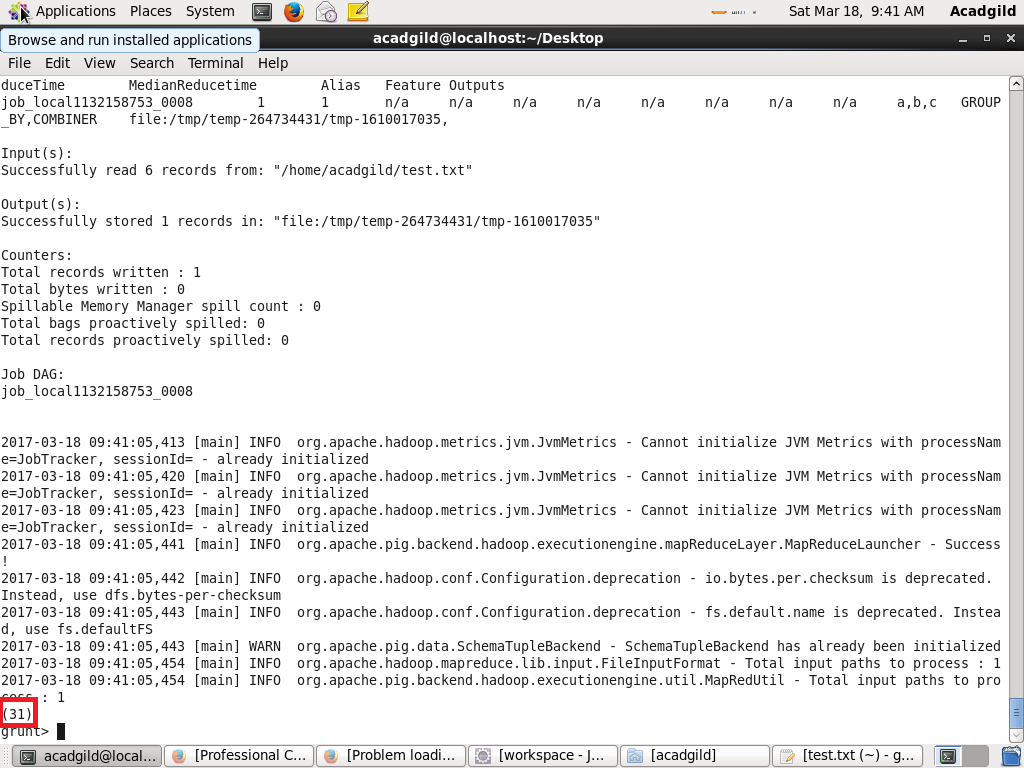 Applications Places System Sat Mar 18, 9:41 AM Acadgild
Browse and run installed applications
acadgild@localhost:~/Desktop
File Edit View Search Terminal Help
duceTime        MedianReducetime        Alias   Feature Outputs
job_local1132158753_0008        1       1       n/a     n/a     n/a     n/a     n/a     n/a     n/a     n/a     a,b,c   GROUP
_BY,COMBINER    file:/tmp/temp-264734431/tmp-1610017035,
Input(s):
Successfully read 6 records from: "/home/acadgild/test.txt"
Output(s):
Successfully stored 1 records in: "file:/tmp/temp-264734431/tmp-1610017035"
Counters:
Total records written : 1
Total bytes written : 0
Spillable Memory Manager spill count : 0
Total bags proactively spilled: 0
Total records proactively spilled: 0
Job DAG:
job_local1132158753_0008
2017-03-18 09:41:05,413 [main] INFO  org.apache.hadoop.metrics.jvm.JvmMetrics - Cannot initialize JVM Metrics with processNam
e=JobTracker, sessionId= - already initialized
2017-03-18 09:41:05,420 [main] INFO  org.apache.hadoop.metrics.jvm.JvmMetrics - Cannot initialize JVM Metrics with processNam
e=JobTracker, sessionId= - already initialized
2017-03-18 09:41:05,423 [main] INFO  org.apache.hadoop.metrics.jvm.JvmMetrics - Cannot initialize JVM Metrics with processNam
e=JobTracker, sessionId= - already initialized
2017-03-18 09:41:05,441 [main] INFO  org.apache.pig.backend.hadoop.executionengine.mapReduceLayer.MapReduceLauncher - Success
!
2017-03-18 09:41:05,442 [main] INFO  org.apache.hadoop.conf.Configuration.deprecation - io.bytes.per.checksum is deprecated.
Instead, use dfs.bytes-per-checksum
2017-03-18 09:41:05,443 [main] INFO  org.apache.hadoop.conf.Configuration.deprecation - fs.default.name is deprecated. Instea
d, use fs.defaultFS
2017-03-18 09:41:05,443 [main] WARN  org.apache.pig.data.SchemaTupleBackend - SchemaTupleBackend has already been initialized
2017-03-18 09:41:05,454 [main] INFO  org.apache.hadoop.mapreduce.lib.input.FileInputFormat - Total input paths to process : 1
2017-03-18 09:41:05,454 [main] INFO  org.apache.pig.backend.hadoop.executionengine.util.MapRedUtil - Total input paths to pro
cess : 1
(31)
grunt>
acadgild@local... [Professional C... [Problem loadi... [workspace - J... [acadgild] [test.txt (~) - g...